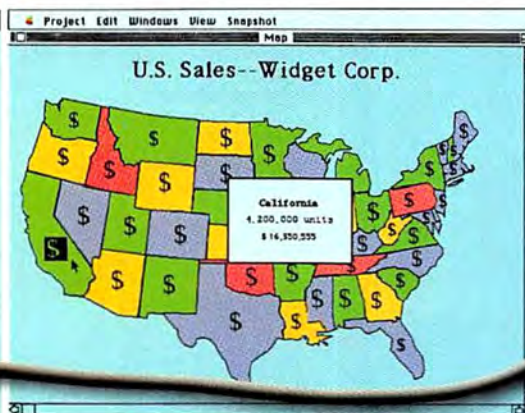 Project Edit Windows View Snapshot
Map
U.S. Sales--Widget Corp.
California
4,200,000 units
$16,350,555
$ $ $ $ $ $ $ $ $ $ $ $ $ $ $ $ $ $ $ $ $ $ $ $ $ $ $ $ $